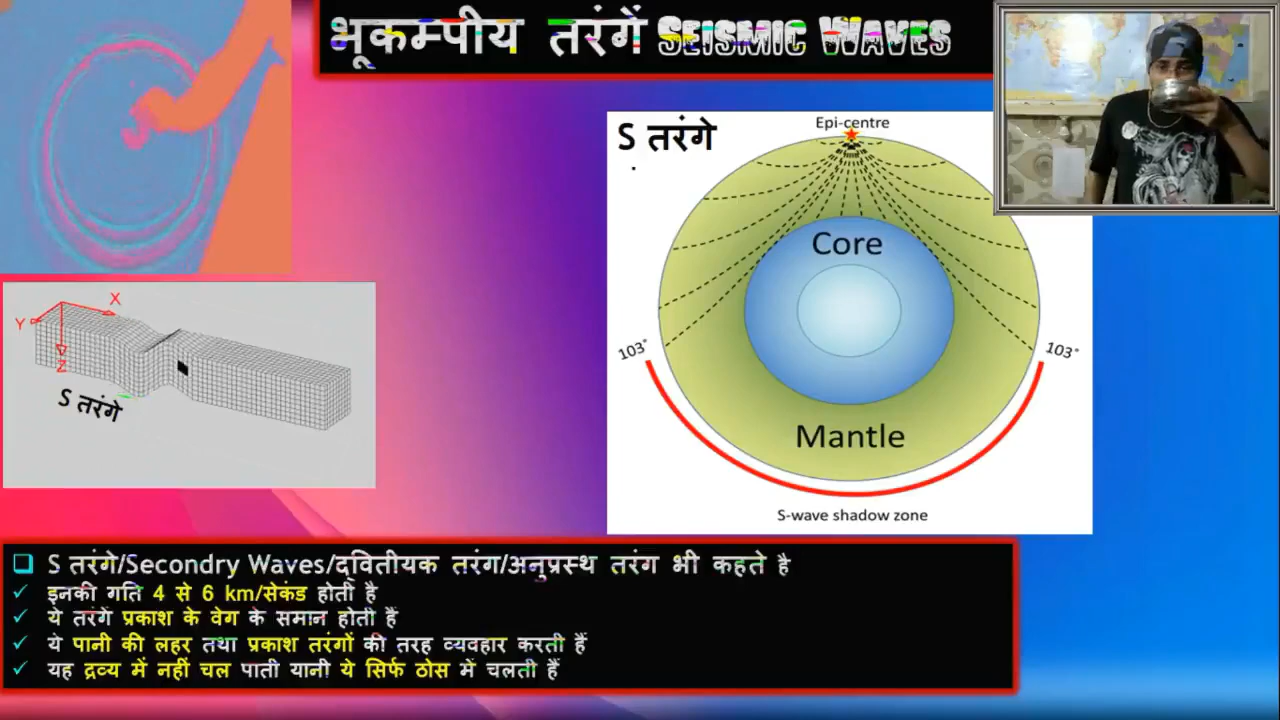 भूकम्पीय तरंगें SEISMIC WAVES
S तरंगे
Epi-centre
Core
X
Y
Z
S तरंगे
103°
103°
Mantle
S-wave shadow zone
S तरंगे/Secondry Waves/द्वितीयक तरंग/अनुप्रस्थ तरंग भी कहते है
इनकी गति 4 से 6 km/सेकंड होती है
ये तरंगें प्रकाश के वेग के समान होती हैं
ये पानी की लहर तथा प्रकाश तरंगों की तरह व्यवहार करती हैं
यह द्रव्य में नहीं चल पाती यानी ये सिर्फ ठोस में चलती हैं